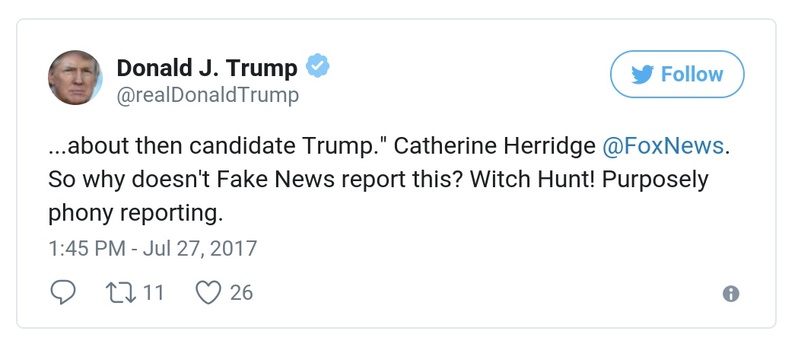 Donald J. Trump
@realDonaldTrump
Follow
...about then candidate Trump." Catherine Herridge @FoxNews.
So why doesn't Fake News report this? Witch Hunt! Purposely
phony reporting.
1:45 PM - Jul 27, 2017
11 26